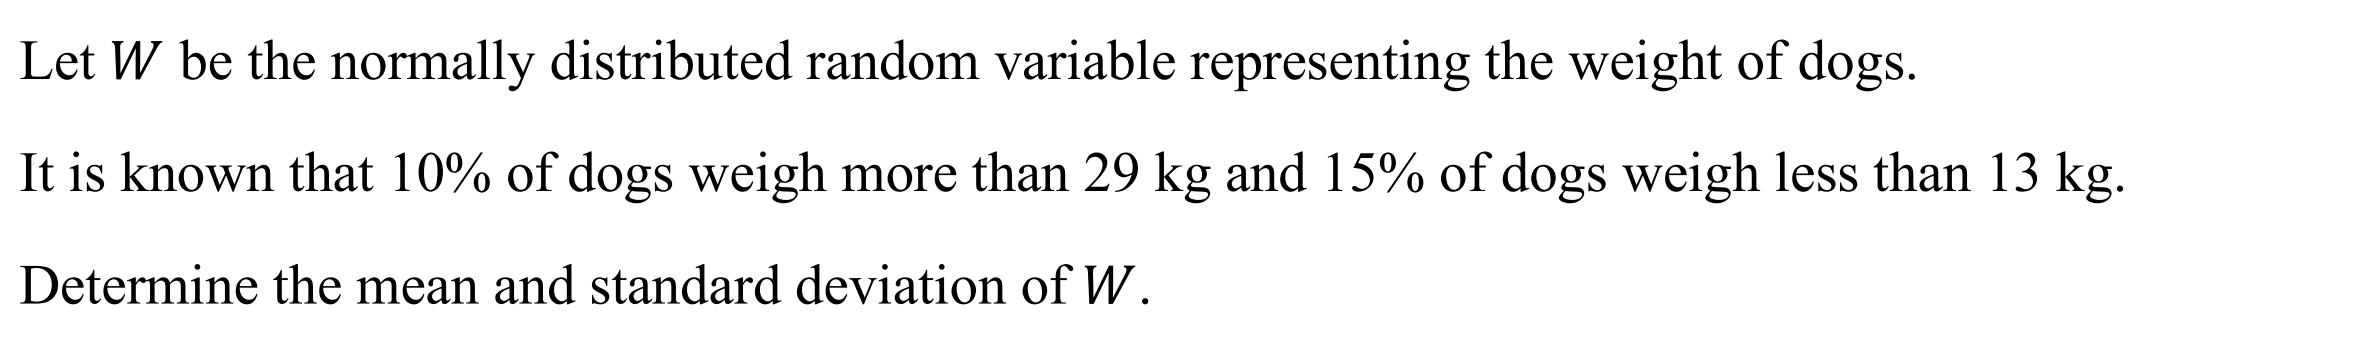 Let W be the normally distributed random variable representing the weight of dogs.
It is known that 10% of dogs weigh more than 29 kg and 15% of dogs weigh less than 13 kg.
Determine the mean and standard deviation of W.